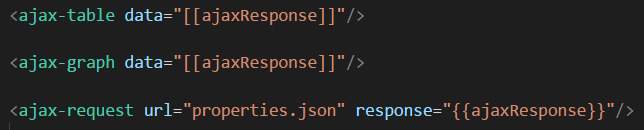 <ajax-table data="[[ajaxResponse]]"/>
<ajax-graph data="[[ajaxResponse]]"/>
<ajax-request url="properties.json" response="{{ajaxResponse}}"/>